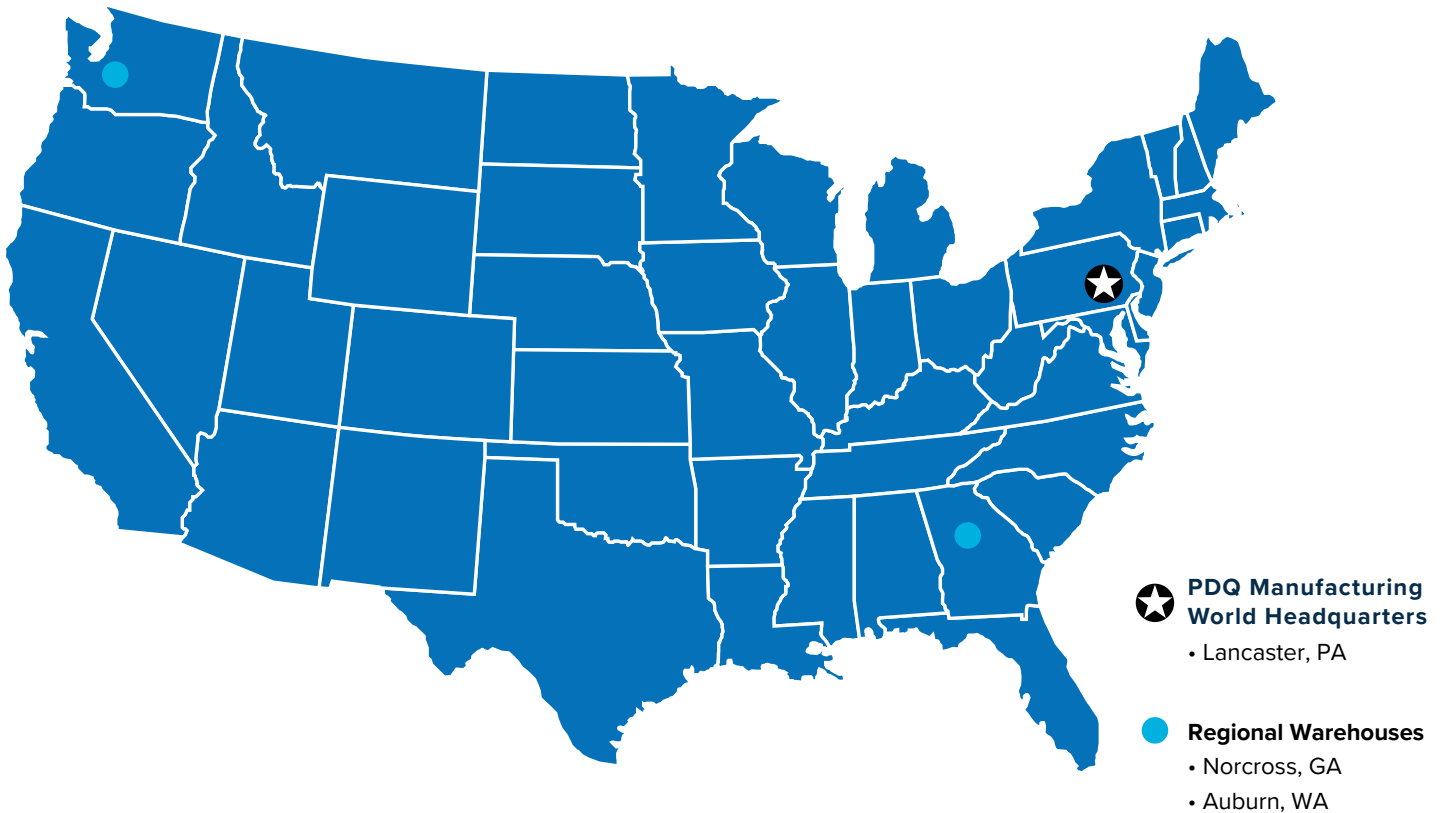 PDQ Manufacturing
World Headquarters
• Lancaster, PA
Regional Warehouses
• Norcross, GA
• Auburn, WA